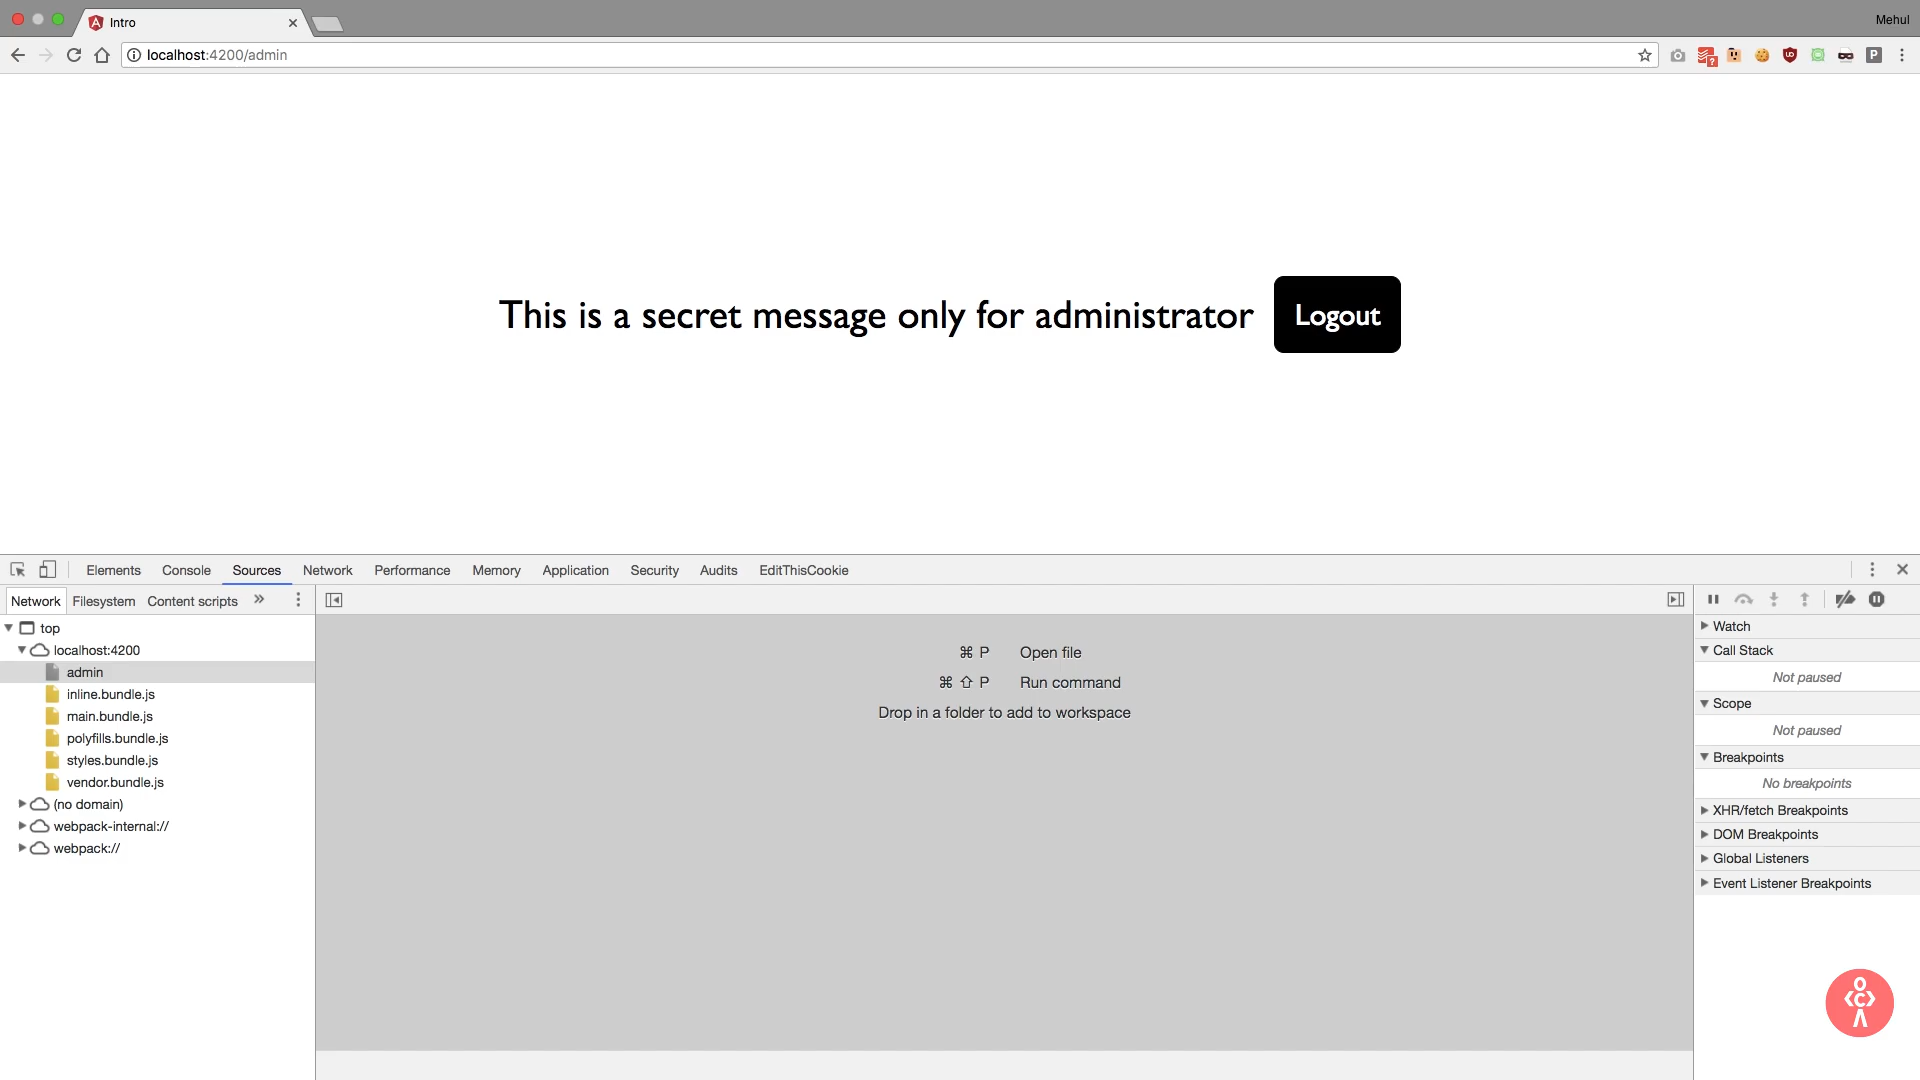 Intro
Mehul
localhost:4200/admin
This is a secret message only for administrator
Logout
Elements Console Sources Network Performance Memory Application Security Audits EditThisCookie
Network Filesystem Content scripts »
top
localhost:4200
admin
inline.bundle.js
main.bundle.js
polyfills.bundle.js
styles.bundle.js
vendor.bundle.js
(no domain)
webpack-internal://
webpack://
⌘ P Open file
⌘ ⇧ P Run command
Drop in a folder to add to workspace
Watch
Call Stack
Not paused
Scope
Not paused
Breakpoints
No breakpoints
XHR/fetch Breakpoints
DOM Breakpoints
Global Listeners
Event Listener Breakpoints